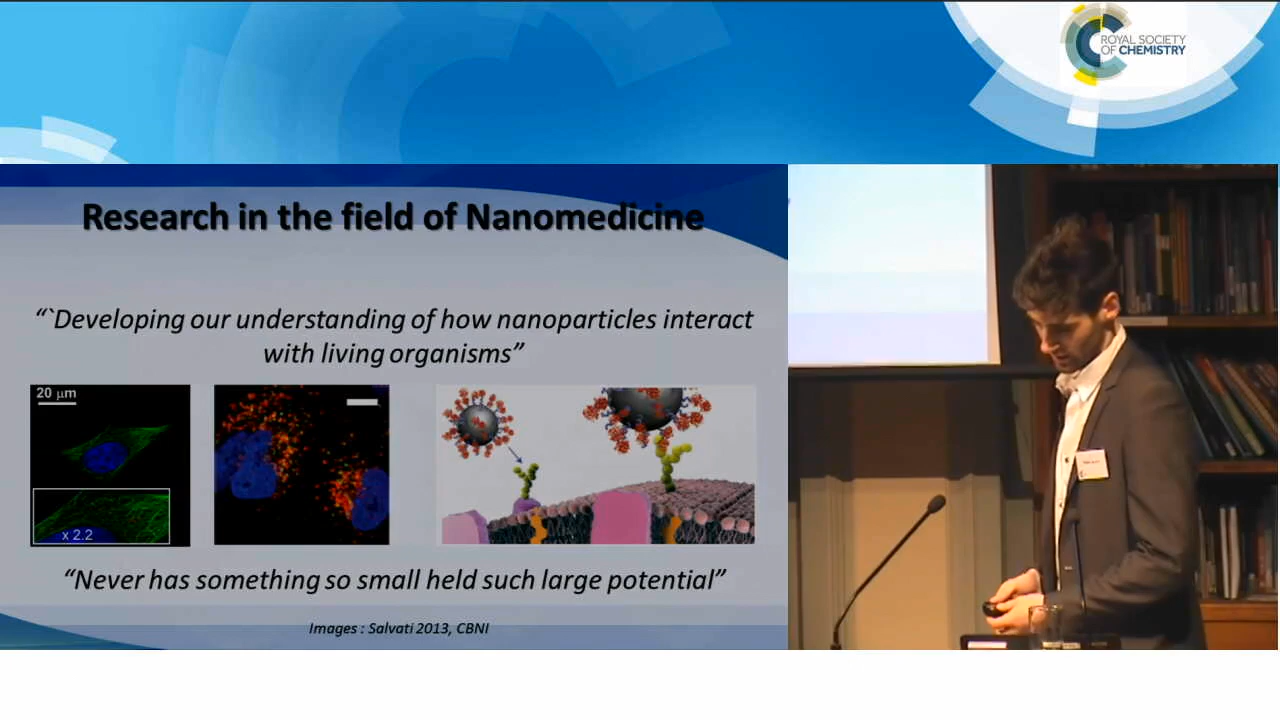 ROYAL SOCIETY
OF CHEMISTRY
Research in the field of Nanomedicine
“`Developing our understanding of how nanoparticles interact
with living organisms”
20 µm
x 2.2
“Never has something so small held such large potential”
Images : Salvati 2013, CBNI